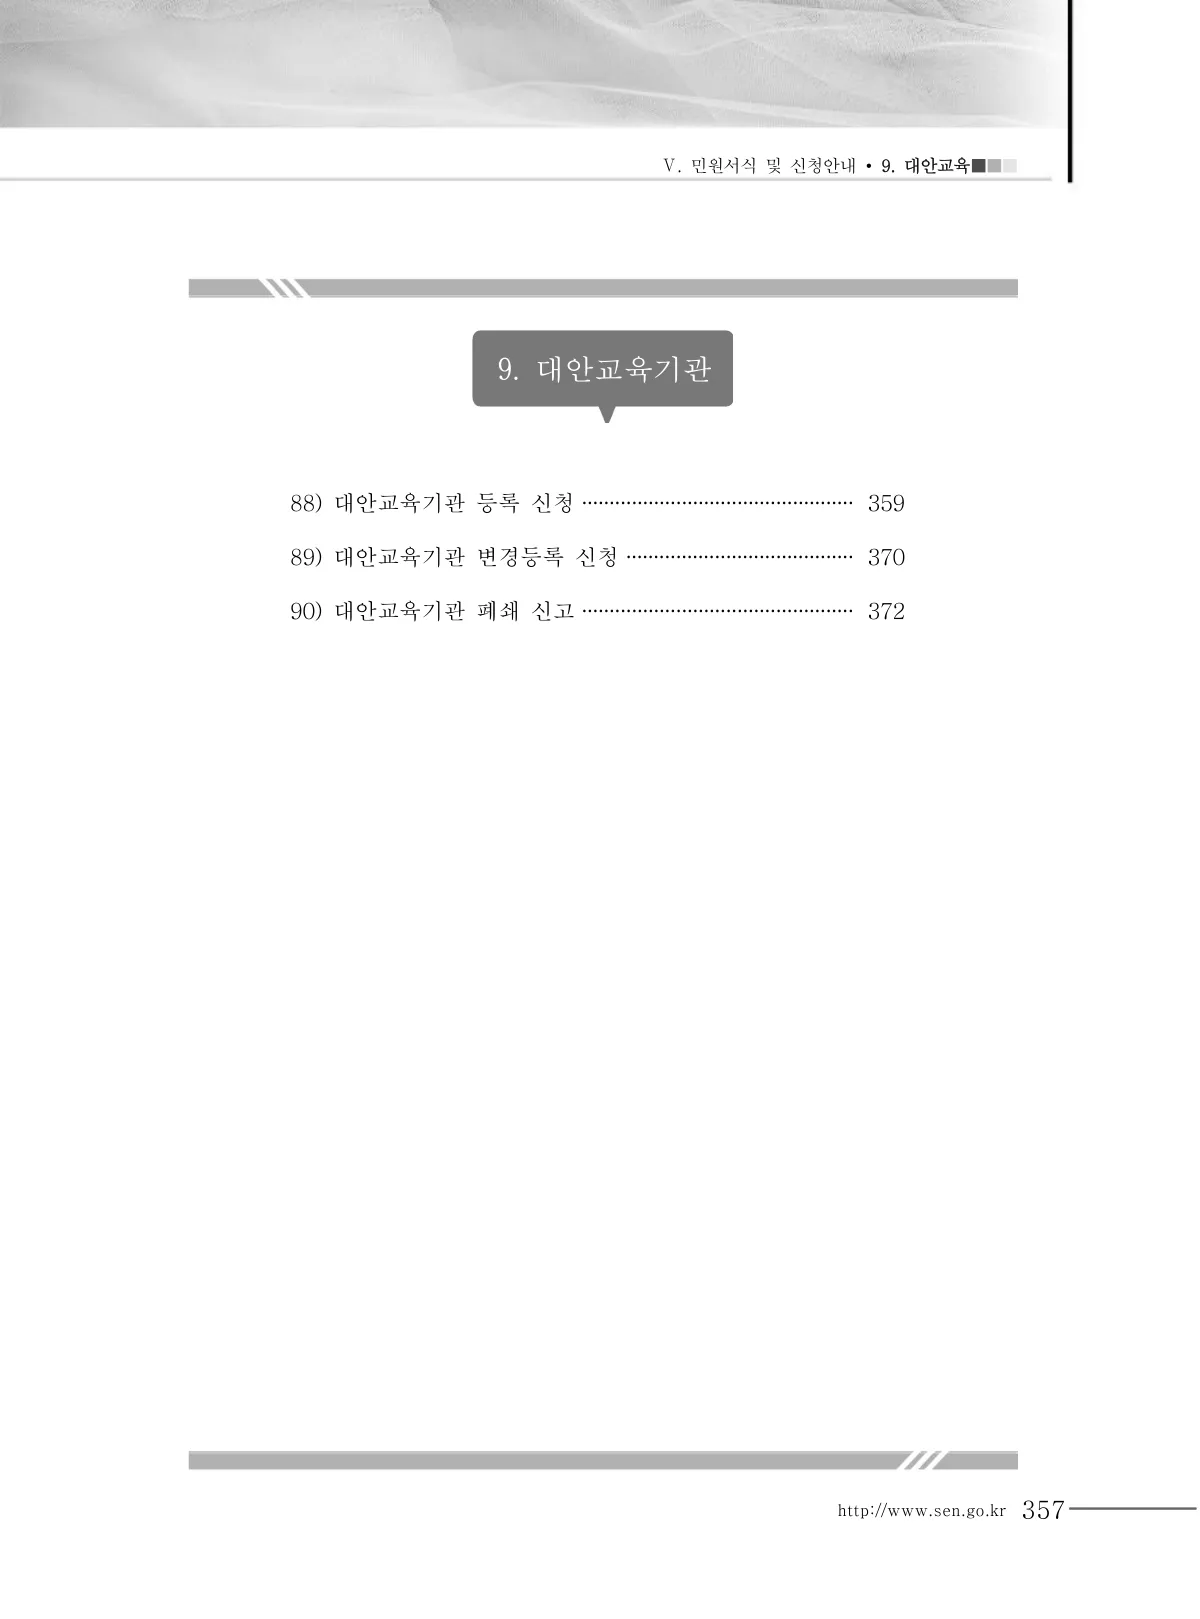 Ⅴ. 민원서식 및 신청안내 • 9. 대안교육
9. 대안교육기관
88) 대안교육기관 등록 신청 ················································· 359
89) 대안교육기관 변경등록 신청 ········································· 370
90) 대안교육기관 폐쇄 신고 ················································· 372
http://www.sen.go.kr 357